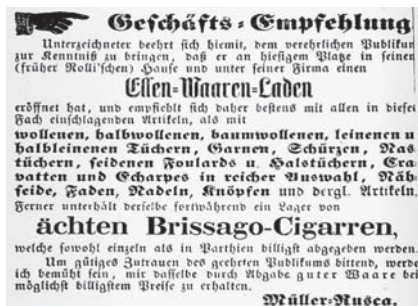 Geschäfts-Empfehlung
Unterzeichneter beehrt sich hiemit, dem verehrlichen Publikum
zur Kenntniß zu bringen, daß er an hiesigem Platze in seinem
(früher Rolli'schen) Hause und unter seiner Firma einen
Ellen-Waaren-Laden
eröffnet hat, und empfiehlt sich daher bestens mit allen in dieses
Fach einschlagenden Artikeln, als mit
wollenen, halbwollenen, baumwollenen, leinenen u
halbleinenen Tüchern, Garnen, Schürzen, Nas
tüchern, seidenen Foulards u. Halstüchern, Cra
vatten und Echarpes in reicher Auswahl, Näh-
seide, Faden, Nadeln, Knöpfen und dergl. Artikeln
Ferner unterhält derselbe fortwährend ein Lager von
ächten Brissago-Cigarren,
welche sowohl einzeln als in Parthien billigst abgegeben werden.
Um gütiges Zutrauen des geehrten Publikums bittend, werde
ich bemüht sein, mir dasselbe durch Abgabe guter Waare bei
möglichst billigstem Preise zu erhalten.
Müller-Rusca.